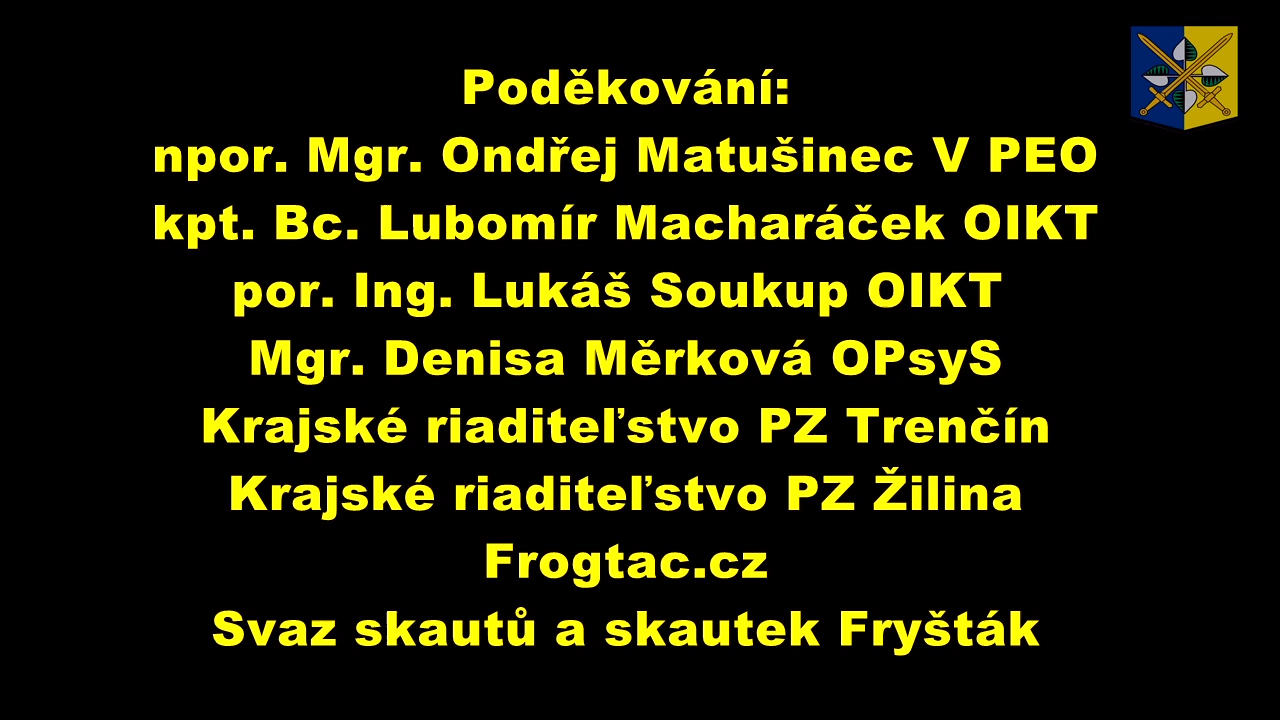 Poděkování:
npor. Mgr. Ondřej Matušinec V PEO
kpt. Bc. Lubomír Macharáček OIKT
por. Ing. Lukáš Soukup OIKT
Mgr. Denisa Měrková OPsyS
Krajské riaditeľstvo PZ Trenčín
Krajské riaditeľstvo PZ Žilina
Frogtac.cz
Svaz skautů a skautek Fryšták